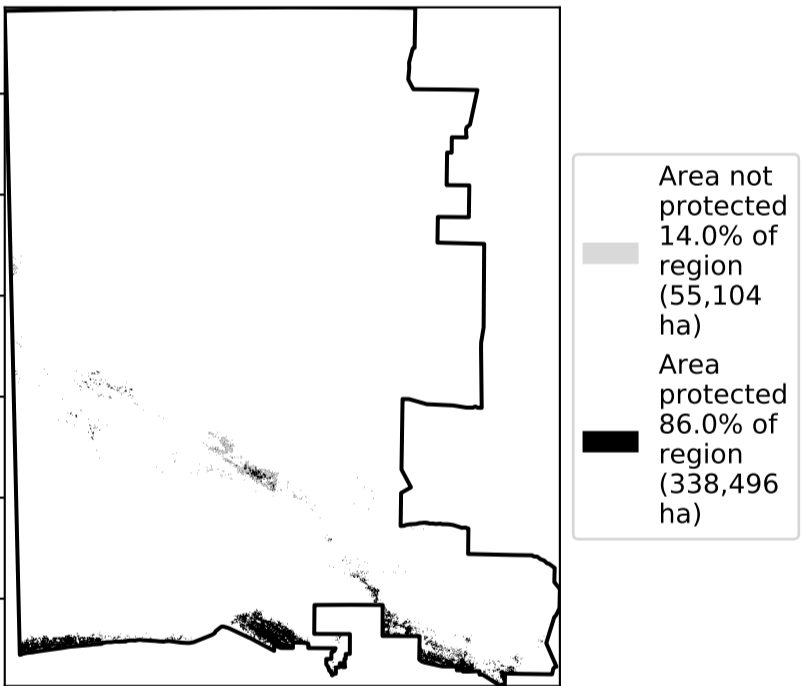 Area not
protected
14.0% of
region
(55,104
ha)
Area
protected
86.0% of
region
(338,496
ha)